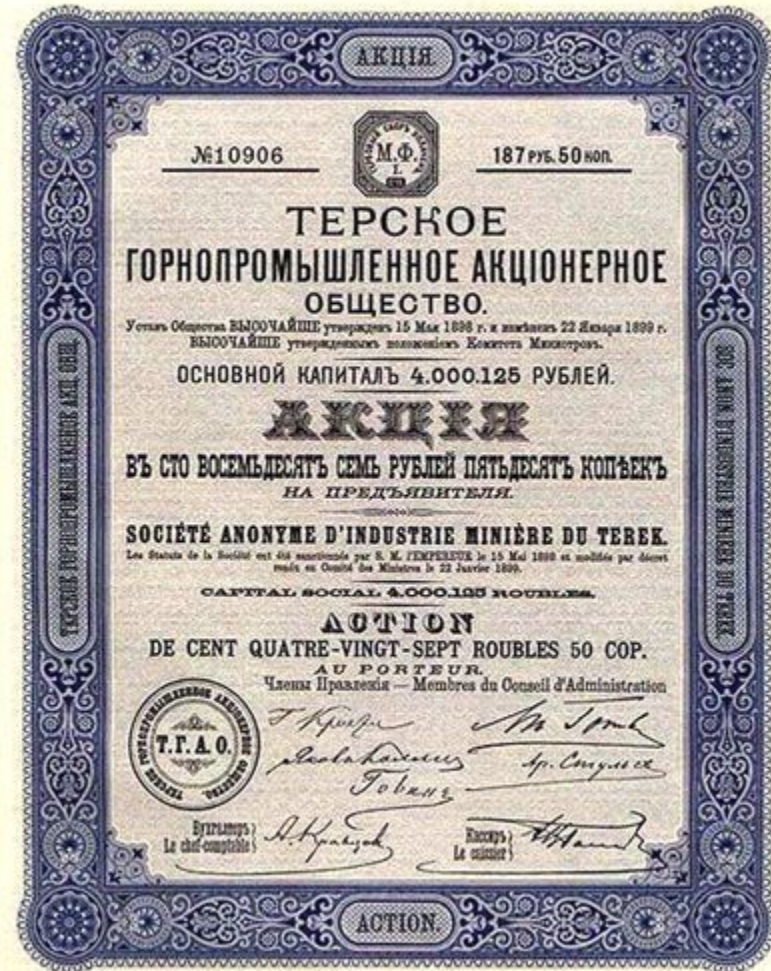 АКЦІЯ.
№10906
М.Ф.
187 РУБ. 50 КОП.
ТЕРСКОЕ
ГОРНОПРОМЫШЛЕННОЕ АКЦІОНЕРНОЕ
ОБЩЕСТВО.
Уставъ Общества ВЫСОЧАЙШЕ утвержденъ 15 Мая 1898 г. и измѣненъ 22 Января 1899 г.
ВЫСОЧАЙШЕ утвержденнымъ положеніемъ Комитета Министровъ.
ОСНОВНОЙ КАПИТАЛЪ 4.000.125 РУБЛЕЙ.
АКЦІЯ
ВЪ СТО ВОСЕМЬДЕСЯТЪ СЕМЬ РУБЛЕЙ ПЯТЬДЕСЯТЪ КОПѢЕКЪ
НА ПРЕДЪЯВИТЕЛЯ.
SOCIÉTÉ ANONYME D'INDUSTRIE MINIÈRE DU TEREK.
Les Statuts de la Société ont été sanctionnés par S. M. l'EMPEREUR le 15 Mai 1898 et modifiés par décret
rendu en Comité des Ministres le 22 Janvier 1899.
CAPITAL SOCIAL 4.000.125 ROUBLES.
ACTION
DE CENT QUATRE-VINGT-SEPT ROUBLES 50 COP.
AU PORTEUR.
Члены Правленія — Membres du Conseil d'Administration
ТЕРСКОЕ ГОРНОПРОМЫШЛЕННОЕ АКЦІОНЕРНОЕ ОБЩЕСТВО.
Т.Г.А.О.
Бухгалтеръ
Le chef-comptable
Кассиръ
Le caissier
ТЕРСКОЕ ГОРНОПРОМЫШЛЕННОЕ АКЦ. ОБЩ.
SOC. ANON. D'INDUSTRIE MINIÈRE DU TEREK
ACTION.